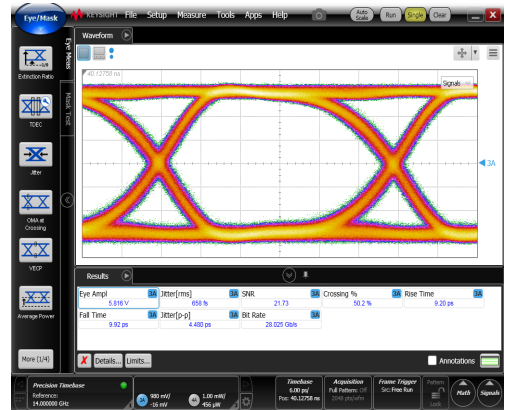 Eye/Mask
KEYSIGHT File Setup Measure Tools Apps Help
Auto Scale
Run
Single
Clear
Waveform
Eye Meas
Mask Test
40.12750 ns
Signals
3A
Extinction Ratio
TDEC
Jitter
OMA at Crossing
VECP
Average Power
More (1/4)
Results
Eye Ampl 3A Jitter[rms] 3A SNR 3A Crossing % 3A Rise Time 3A
5.816 V 658 fs 21.73 50.2 % 9.20 ps
Fall Time 3A Jitter[p-p] 3A Bit Rate 3A
9.92 ps 4.480 ps 28.025 Gb/s
Details... Limits...
Annotations
Precision Timebase
Reference:
14.000000 GHz
3A 980 mV/
-16 mV
4A 1.00 mW/
456 µW
Timebase
6.00 ps/
Pos: 40.12750 ns
Acquisition
Full Pattern: Off
2048 pts/wfm
Frame Trigger
Src: Free Run
Pattern
Lock
Math
Signals